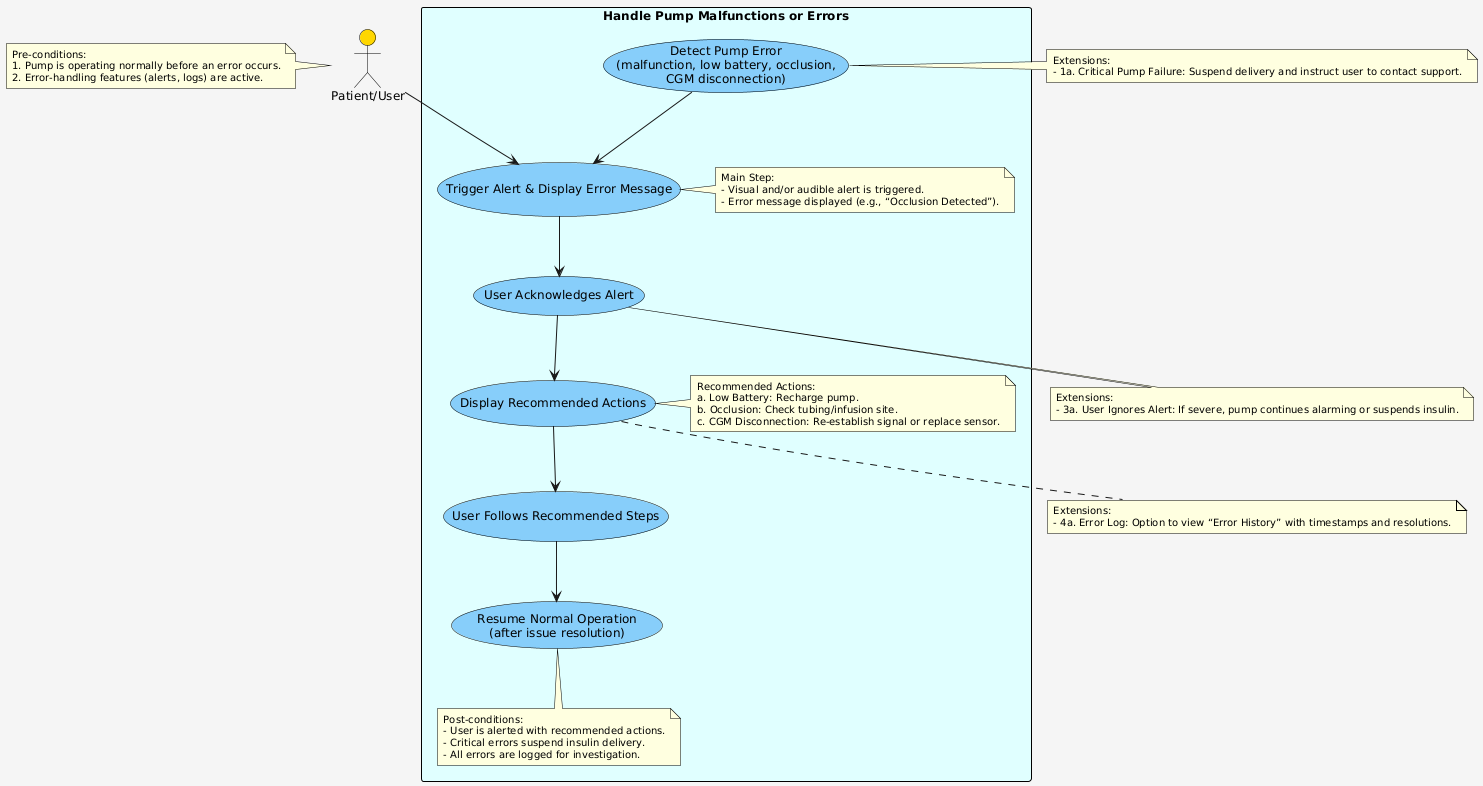 Handle Pump Malfunctions or Errors
Pre-conditions:
1. Pump is operating normally before an error occurs.
2. Error-handling features (alerts, logs) are active.
Patient/User
Detect Pump Error
(malfunction, low battery, occlusion,
CGM disconnection)
Extensions:
- 1a. Critical Pump Failure: Suspend delivery and instruct user to contact support.
Trigger Alert & Display Error Message
Main Step:
- Visual and/or audible alert is triggered.
- Error message displayed (e.g., “Occlusion Detected”).
User Acknowledges Alert
Extensions:
- 3a. User Ignores Alert: If severe, pump continues alarming or suspends insulin.
Display Recommended Actions
Recommended Actions:
a. Low Battery: Recharge pump.
b. Occlusion: Check tubing/infusion site.
c. CGM Disconnection: Re-establish signal or replace sensor.
Extensions:
- 4a. Error Log: Option to view “Error History” with timestamps and resolutions.
User Follows Recommended Steps
Resume Normal Operation
(after issue resolution)
Post-conditions:
- User is alerted with recommended actions.
- Critical errors suspend insulin delivery.
- All errors are logged for investigation.